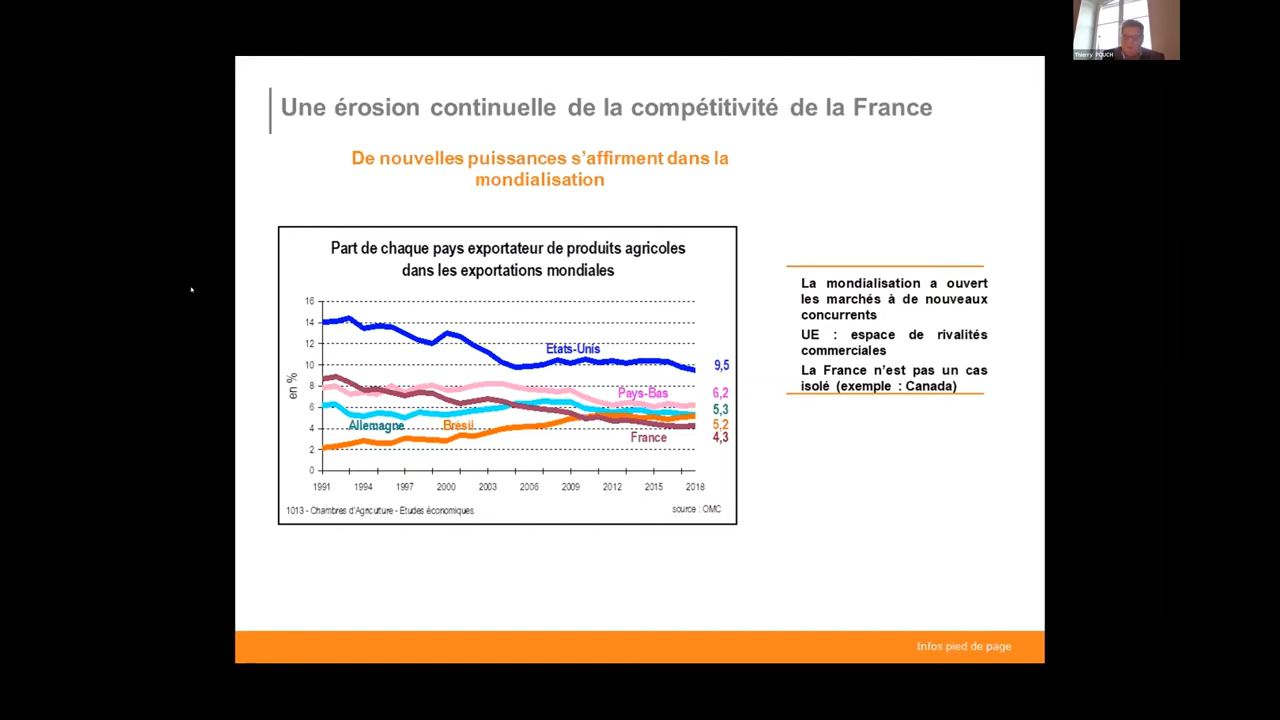 Thierry POUCH
Une érosion continuelle de la compétitivité de la France
De nouvelles puissances s’affirment dans la
mondialisation
Part de chaque pays exportateur de produits agricoles
dans les exportations mondiales
en %
16
14
12
10
8
6
4
2
0
Etats-Unis
9,5
Pays-Bas
6,2
5,3
Allemagne
Brésil
5,2
France
4,3
1991
1994
1997
2000
2003
2006
2009
2012
2015
2018
1013 - Chambres d'Agriculture - Etudes économiques
source : OMC
La mondialisation a ouvert
les marchés à de nouveaux
concurrents
UE : espace de rivalités
commerciales
La France n’est pas un cas
isolé (exemple : Canada)
Infos pied de page